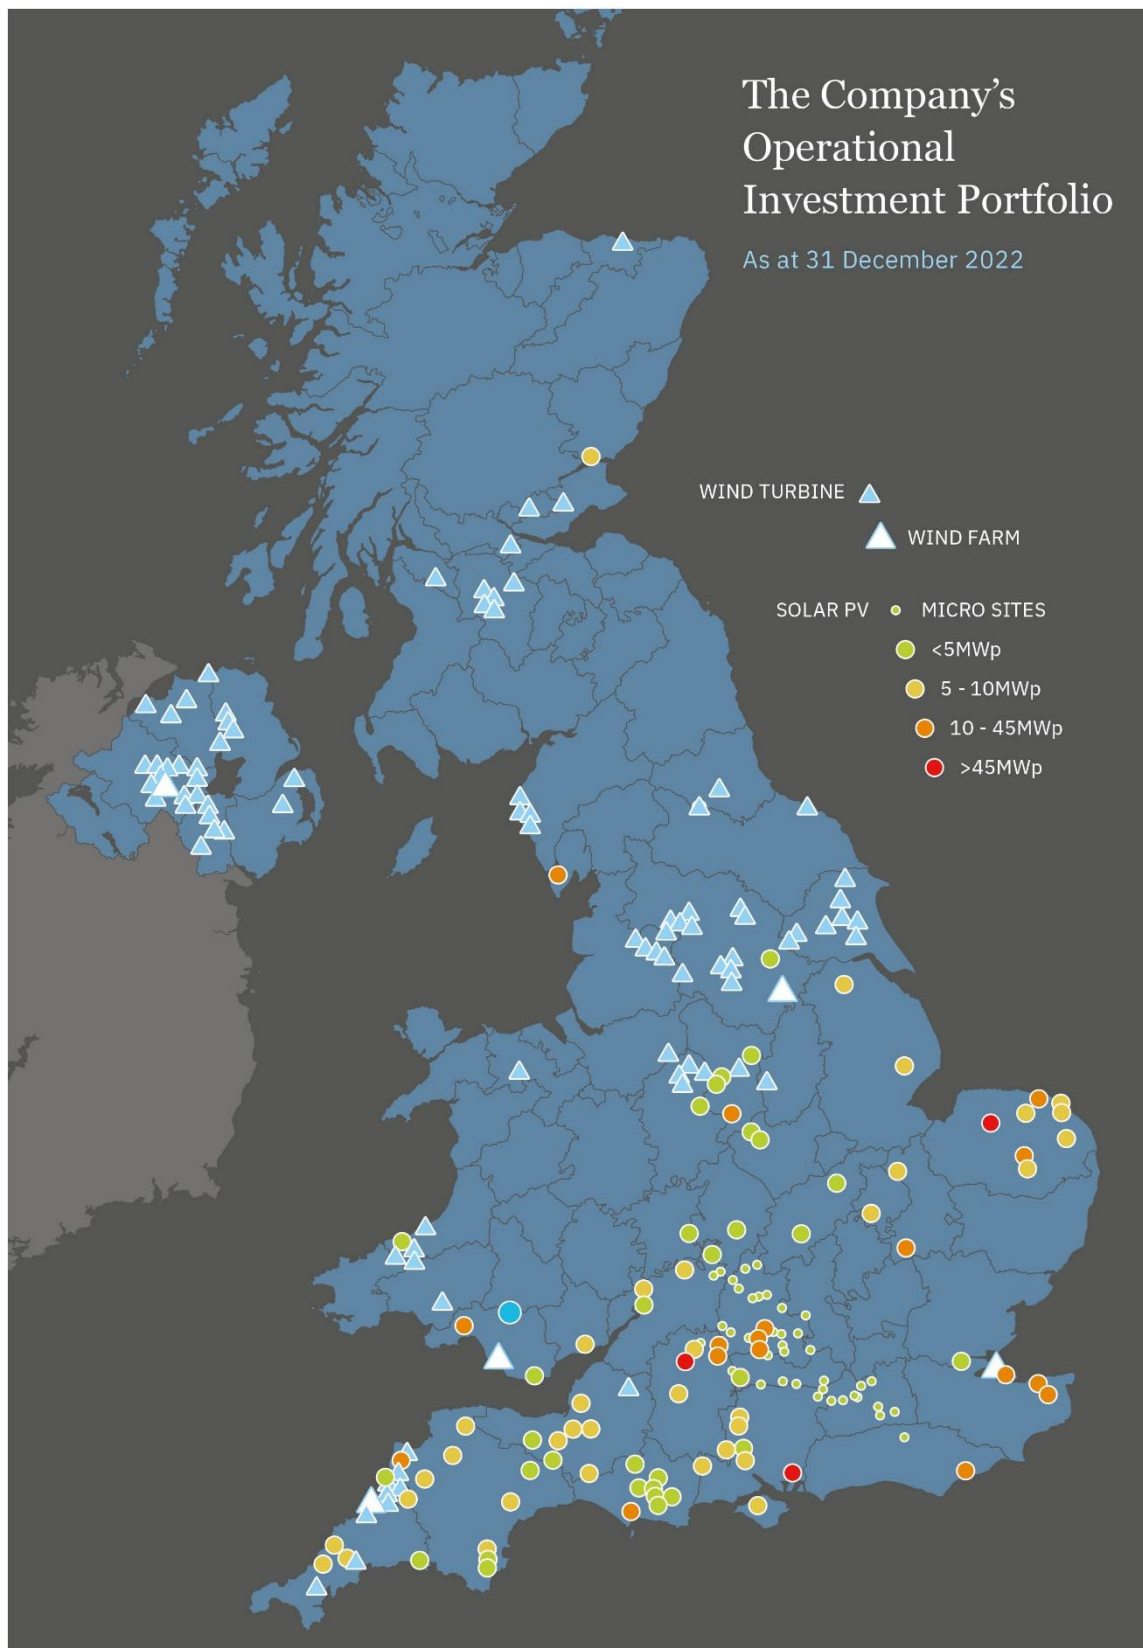 The Company’s
Operational
Investment Portfolio
As at 31 December 2022
WIND TURBINE
WIND FARM
SOLAR PV MICRO SITES
<5MWp
5 - 10MWp
10 - 45MWp
>45MWp